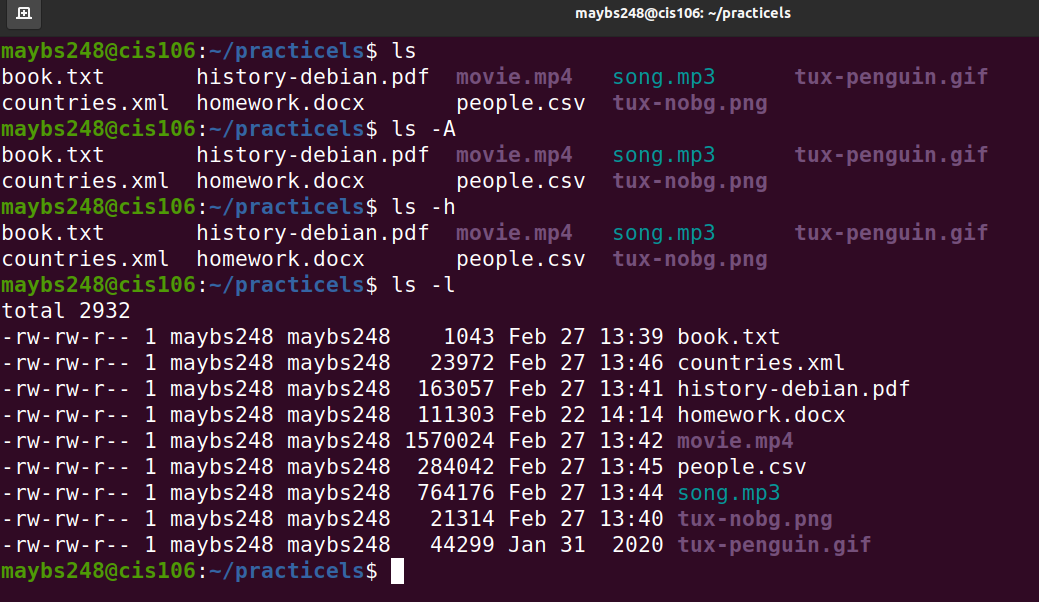 maybs248@cis106: ~/practicels
maybs248@cis106:~/practicels$ ls
book.txt       history-debian.pdf  movie.mp4   song.mp3      tux-penguin.gif
countries.xml  homework.docx       people.csv  tux-nobg.png
maybs248@cis106:~/practicels$ ls -A
book.txt       history-debian.pdf  movie.mp4   song.mp3      tux-penguin.gif
countries.xml  homework.docx       people.csv  tux-nobg.png
maybs248@cis106:~/practicels$ ls -h
book.txt       history-debian.pdf  movie.mp4   song.mp3      tux-penguin.gif
countries.xml  homework.docx       people.csv  tux-nobg.png
maybs248@cis106:~/practicels$ ls -l
total 2932
-rw-rw-r-- 1 maybs248 maybs248    1043 Feb 27 13:39 book.txt
-rw-rw-r-- 1 maybs248 maybs248   23972 Feb 27 13:46 countries.xml
-rw-rw-r-- 1 maybs248 maybs248  163057 Feb 27 13:41 history-debian.pdf
-rw-rw-r-- 1 maybs248 maybs248  111303 Feb 22 14:14 homework.docx
-rw-rw-r-- 1 maybs248 maybs248 1570024 Feb 27 13:42 movie.mp4
-rw-rw-r-- 1 maybs248 maybs248  284042 Feb 27 13:45 people.csv
-rw-rw-r-- 1 maybs248 maybs248  764176 Feb 27 13:44 song.mp3
-rw-rw-r-- 1 maybs248 maybs248   21314 Feb 27 13:40 tux-nobg.png
-rw-rw-r-- 1 maybs248 maybs248   44299 Jan 31  2020 tux-penguin.gif
maybs248@cis106:~/practicels$